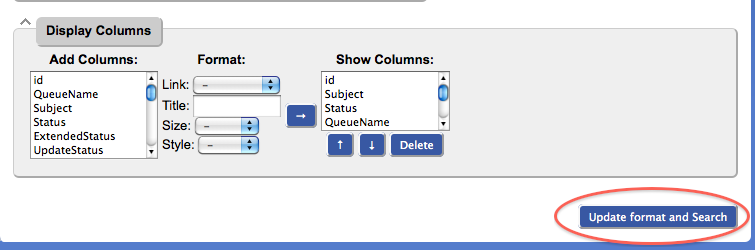 Display Columns
Add Columns:
Format:
Show Columns:
id
QueueName
Subject
Status
ExtendedStatus
UpdateStatus
Link: –
Title:
Size: –
Style: –
→
id
Subject
Status
QueueName
↑ ↓ Delete
Update format and Search